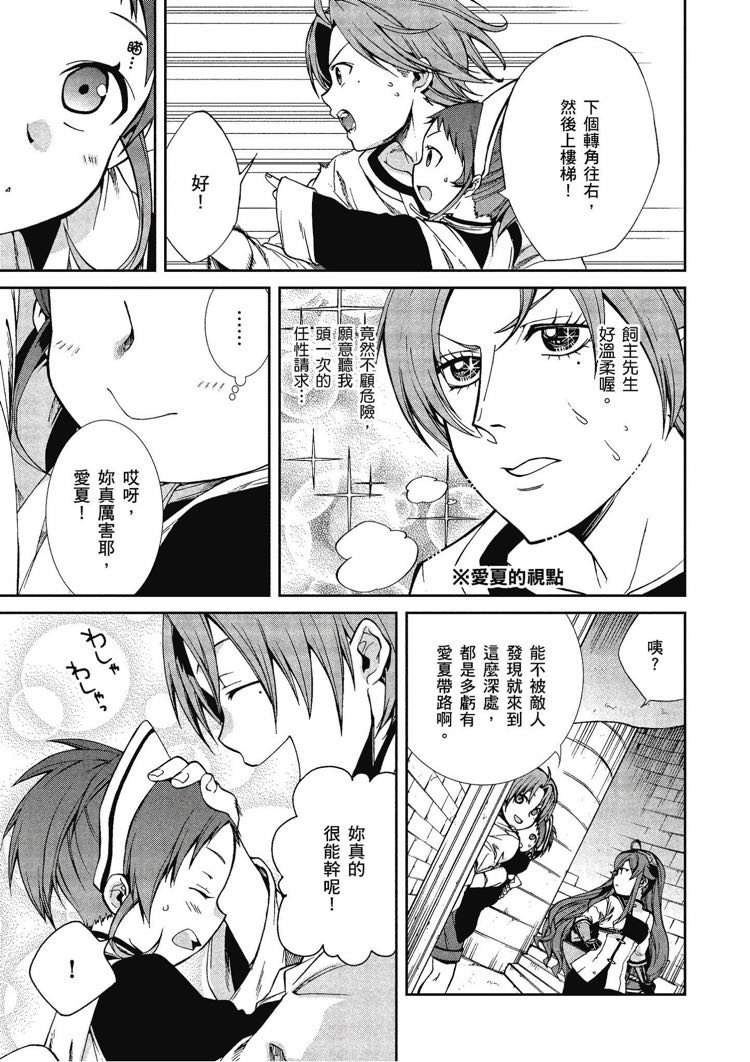 下個轉角往右，
然後上樓梯！
好！
瞄…
飼主先生
好溫柔喔。
竟然不顧危險，
願意聽我
頭一次的
任性請求…
※愛夏的視點
……
哎呀，
妳真厲害耶，
愛夏！
咦？
能不被敵人
發現就來到
這麼深處，
都是多虧有
愛夏帶路啊。
わしゃ
わしゃっ
妳真的
很能幹呢！
！